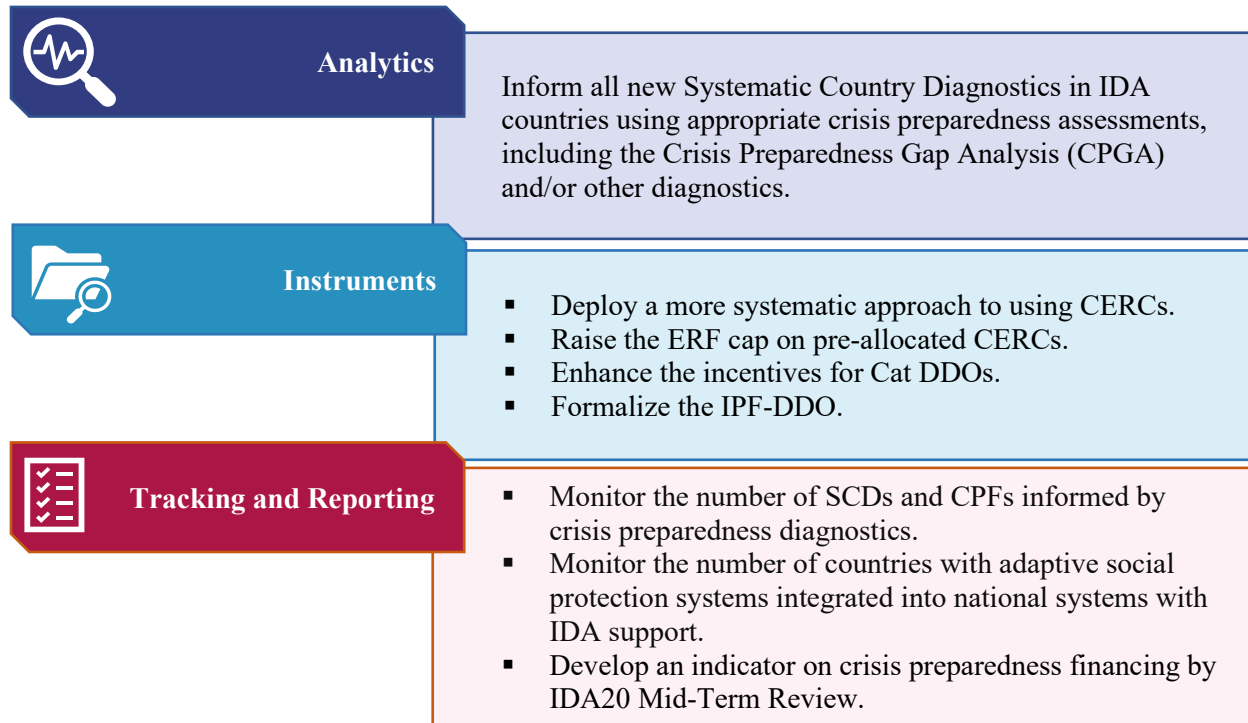 Analytics
Inform all new Systematic Country Diagnostics in IDA
countries using appropriate crisis preparedness assessments,
including the Crisis Preparedness Gap Analysis (CPGA)
and/or other diagnostics.
Instruments
▪ Deploy a more systematic approach to using CERCs.
▪ Raise the ERF cap on pre-allocated CERCs.
▪ Enhance the incentives for Cat DDOs.
▪ Formalize the IPF-DDO.
Tracking and Reporting
▪ Monitor the number of SCDs and CPFs informed by
crisis preparedness diagnostics.
▪ Monitor the number of countries with adaptive social
protection systems integrated into national systems with
IDA support.
▪ Develop an indicator on crisis preparedness financing by
IDA20 Mid-Term Review.